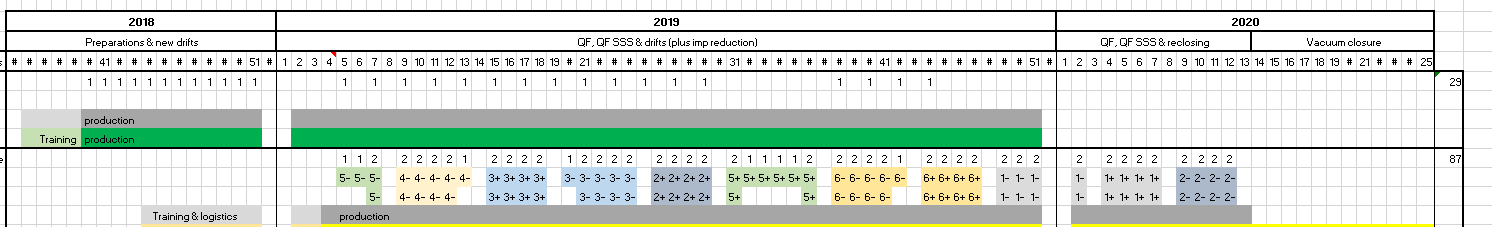 2018 2019 2020
Preparations & new drifts QF, QF SSS & drifts (plus imp reduction) QF, QF SSS & reclosing Vacuum closure
# # # # # # 41 # # # # # # # # # 51 # 1 2 3 4 5 6 7 8 9 10 11 12 13 14 15 16 17 18 19 # 21 # # # # # # # # # 31 # # # # # # # # # 41 # # # # # # # # # 51 # 1 2 3 4 5 6 7 8 9 10 11 12 13 14 15 16 17 18 19 # 21 # # # 25
1 1 1 1 1 1 1 1 1 1 1 1 1 1 1 1 1 1 1 1 1 1 1 1 1 1 1 1 1 29
production
Training production
1 1 2 2 2 2 2 1 2 2 2 2 1 2 2 2 2 2 2 2 2 2 1 1 1 1 2 2 2 2 2 1 2 2 2 2 2 2 2 2 2 2 2 2 2 2 2 2 87
5- 5- 5- 4- 4- 4- 4- 4- 3+ 3+ 3+ 3+ 3- 3- 3- 3- 3- 2+ 2+ 2+ 2+ 5+ 5+ 5+ 5+ 5+ 5+ 6- 6- 6- 6- 6- 6+ 6+ 6+ 6+ 1- 1- 1- 1- 1+ 1+ 1+ 1+ 2- 2- 2- 2-
5- 4- 4- 4- 4- 3+ 3+ 3+ 3+ 3- 3- 3- 3- 2+ 2+ 2+ 2+ 5+ 5+ 6- 6- 6- 6- 6+ 6+ 6+ 6+ 1- 1- 1- 1- 1+ 1+ 1+ 1+ 2- 2- 2- 2-
Training & logistics production